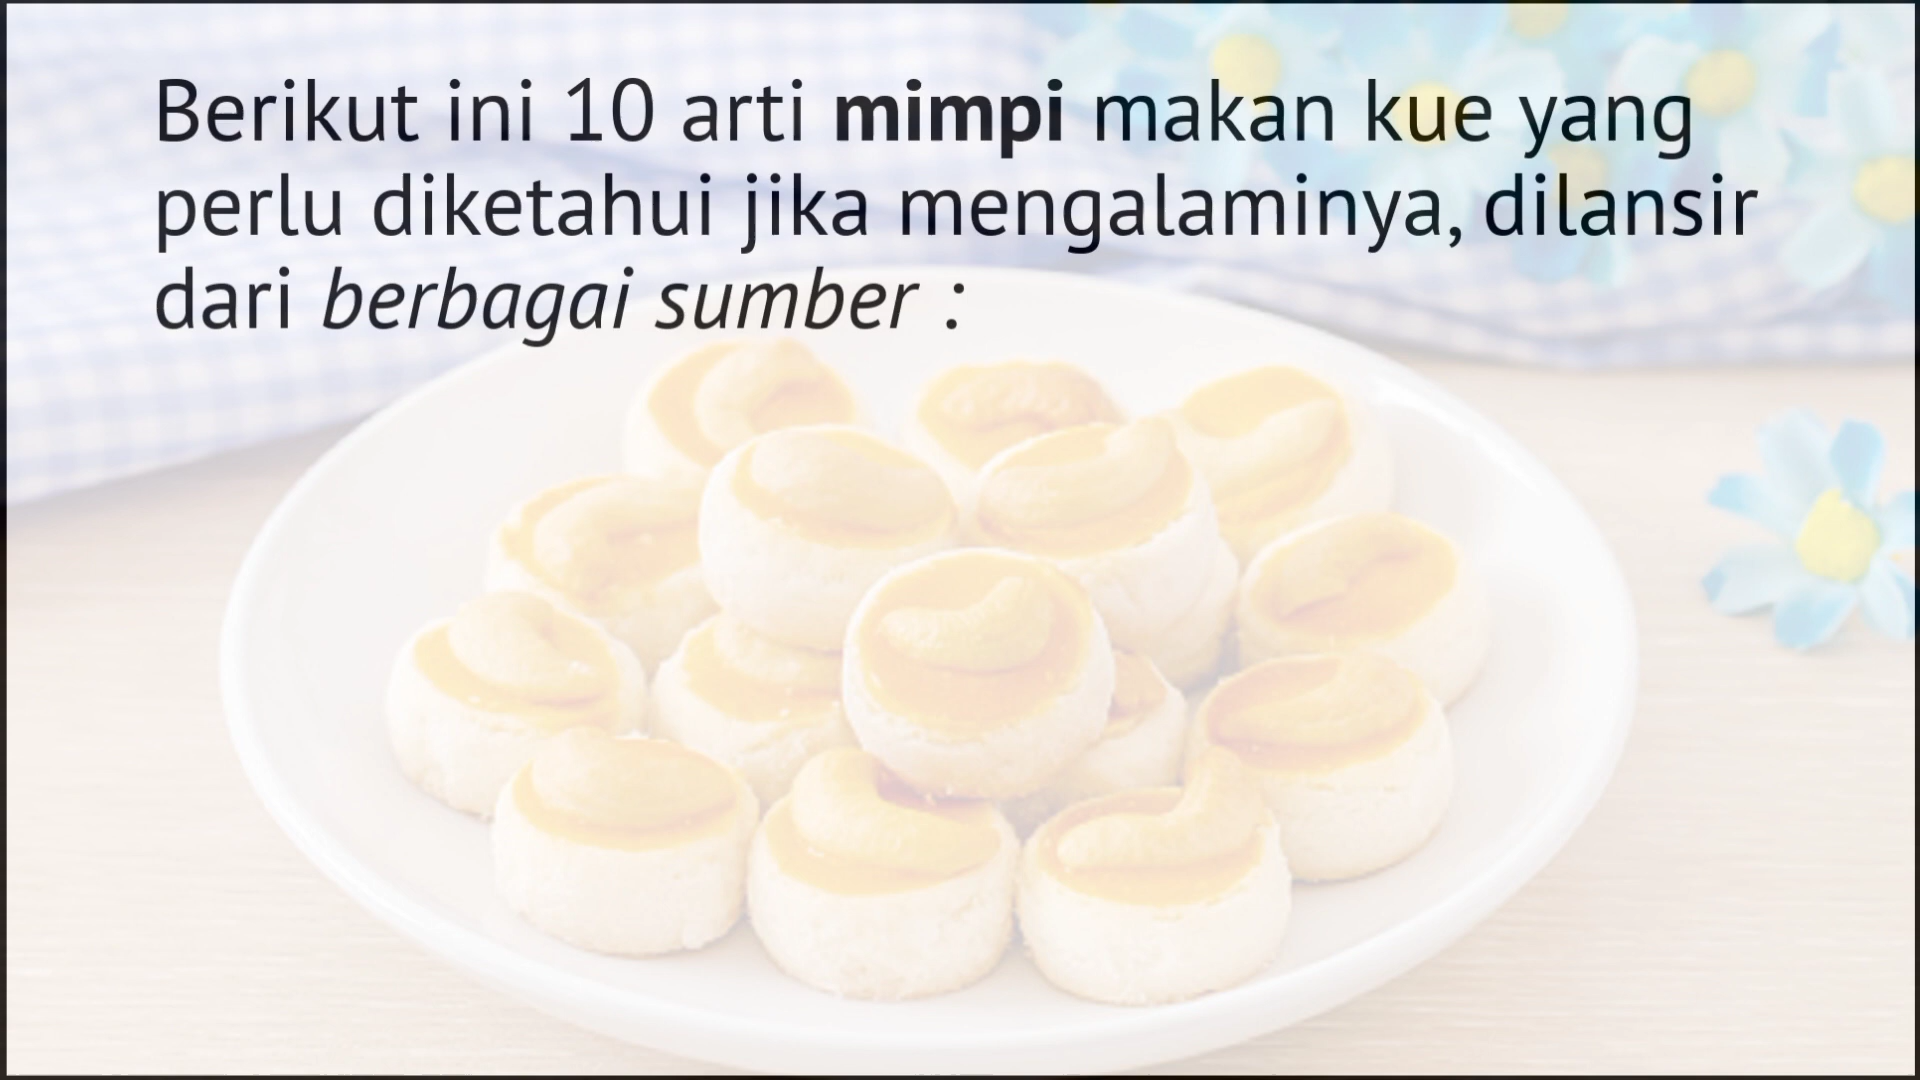 Berikut ini 10 arti mimpi makan kue yang
perlu diketahui jika mengalaminya, dilansir
dari berbagai sumber :